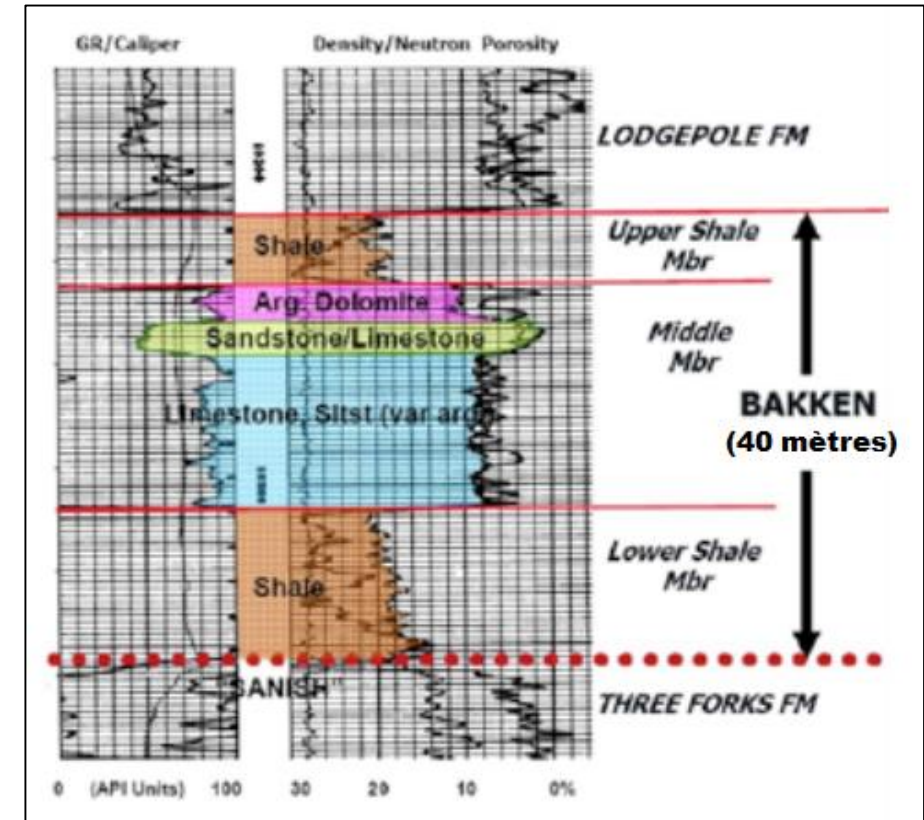 GR/Caliper
Density/Neutron Porosity
LODGEPOLE FM
Shale
Upper Shale
Mbr
Arg. Dolomite
Sandstone/Limestone
Middle
Mbr
Limestone, Sltst (var arg)
BAKKEN
(40 mètres)
Shale
Lower Shale
Mbr
SANISH"
THREE FORKS FM
0 (API Units) 100 30 20 10 0%